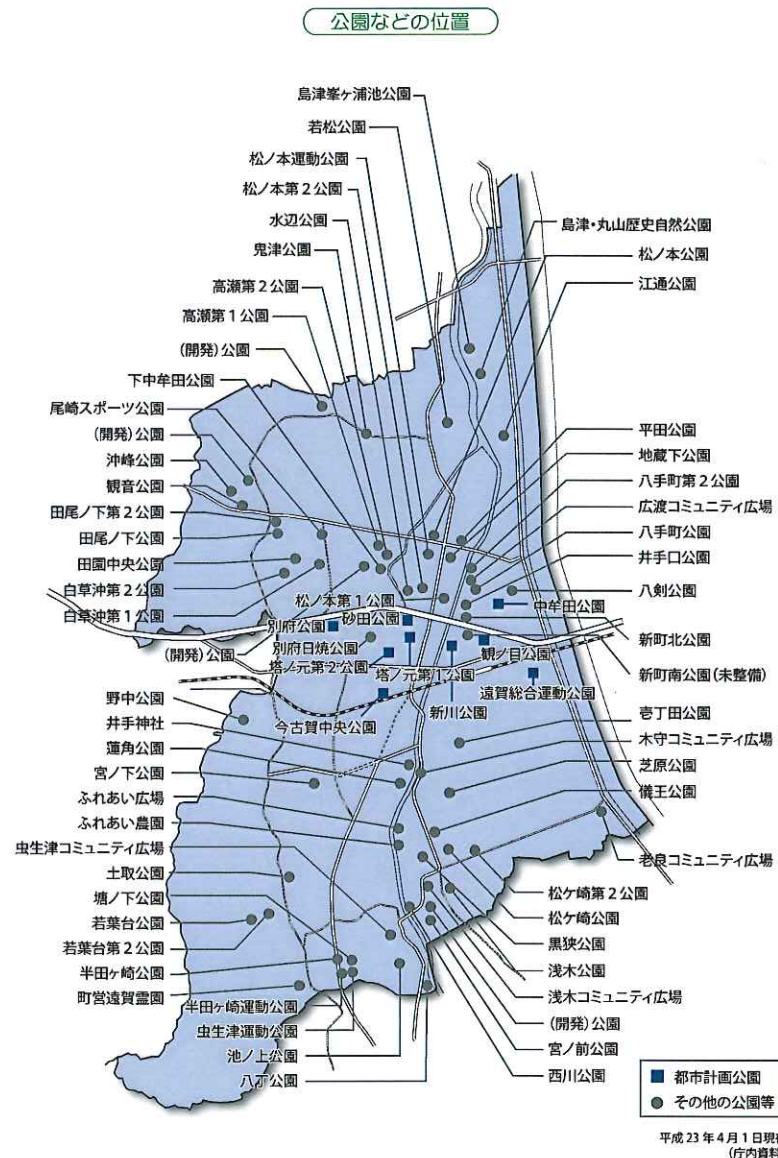 公園などの位置
島津峯ヶ浦池公園
若松公園
松ノ本運動公園
松ノ本第2公園
水辺公園
鬼津公園
高瀬第2公園
高瀬第1公園
(開発)公園
下中牟田公園
尾崎スポーツ公園
(開発)公園
沖峰公園
観音公園
田尾ノ下第2公園
田尾ノ下公園
田園中央公園
白草沖第2公園
白草沖第1公園
(開発)公園
島津・丸山歴史自然公園
松ノ本公園
江通公園
平田公園
地蔵下公園
八手町第2公園
広渡コミュニティ広場
八手町公園
井手口公園
八剣公園
中牟田公園
新町北公園
新町南公園(未整備)
松ノ本第1公園
別府公園
砂田公園
別府日焼公園
塔ノ元第2公園
塔ノ元第1公園
観ノ目公園
遠賀総合運動公園
新川公園
今古賀中央公園
野中公園
井手神社
蓮角公園
宮ノ下公園
ふれあい広場
ふれあい農園
虫生津コミュニティ広場
土取公園
塘ノ下公園
若葉台公園
若葉台第2公園
半田ヶ崎公園
町営遠賀霊園
半田ヶ崎運動公園
虫生津運動公園
池ノ上公園
八丁公園
壱丁田公園
木守コミュニティ広場
芝原公園
儀王公園
老良コミュニティ広場
松ケ崎第2公園
松ケ崎公園
黒狭公園
浅木公園
浅木コミュニティ広場
(開発)公園
宮ノ前公園
西川公園
都市計画公園
その他の公園等
平成23年4月1日現在
(庁内資料